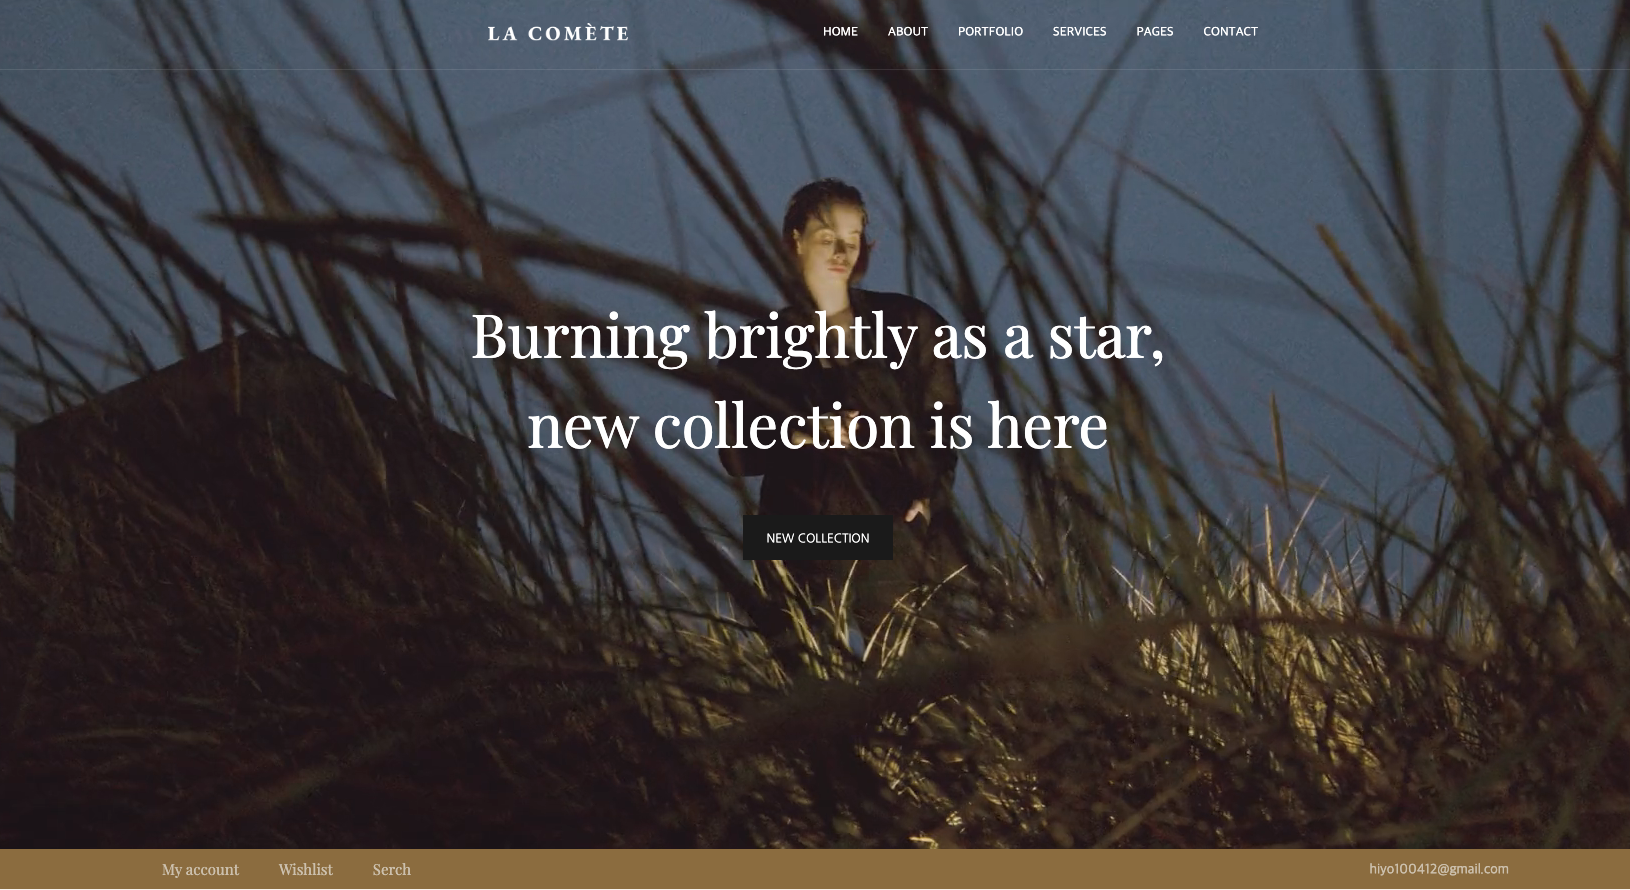 LA COMÈTE
HOME ABOUT PORTFOLIO SERVICES PAGES CONTACT
Burning brightly as a star,
new collection is here
NEW COLLECTION
My account Wishlist Serch
hiyo100412@gmail.com